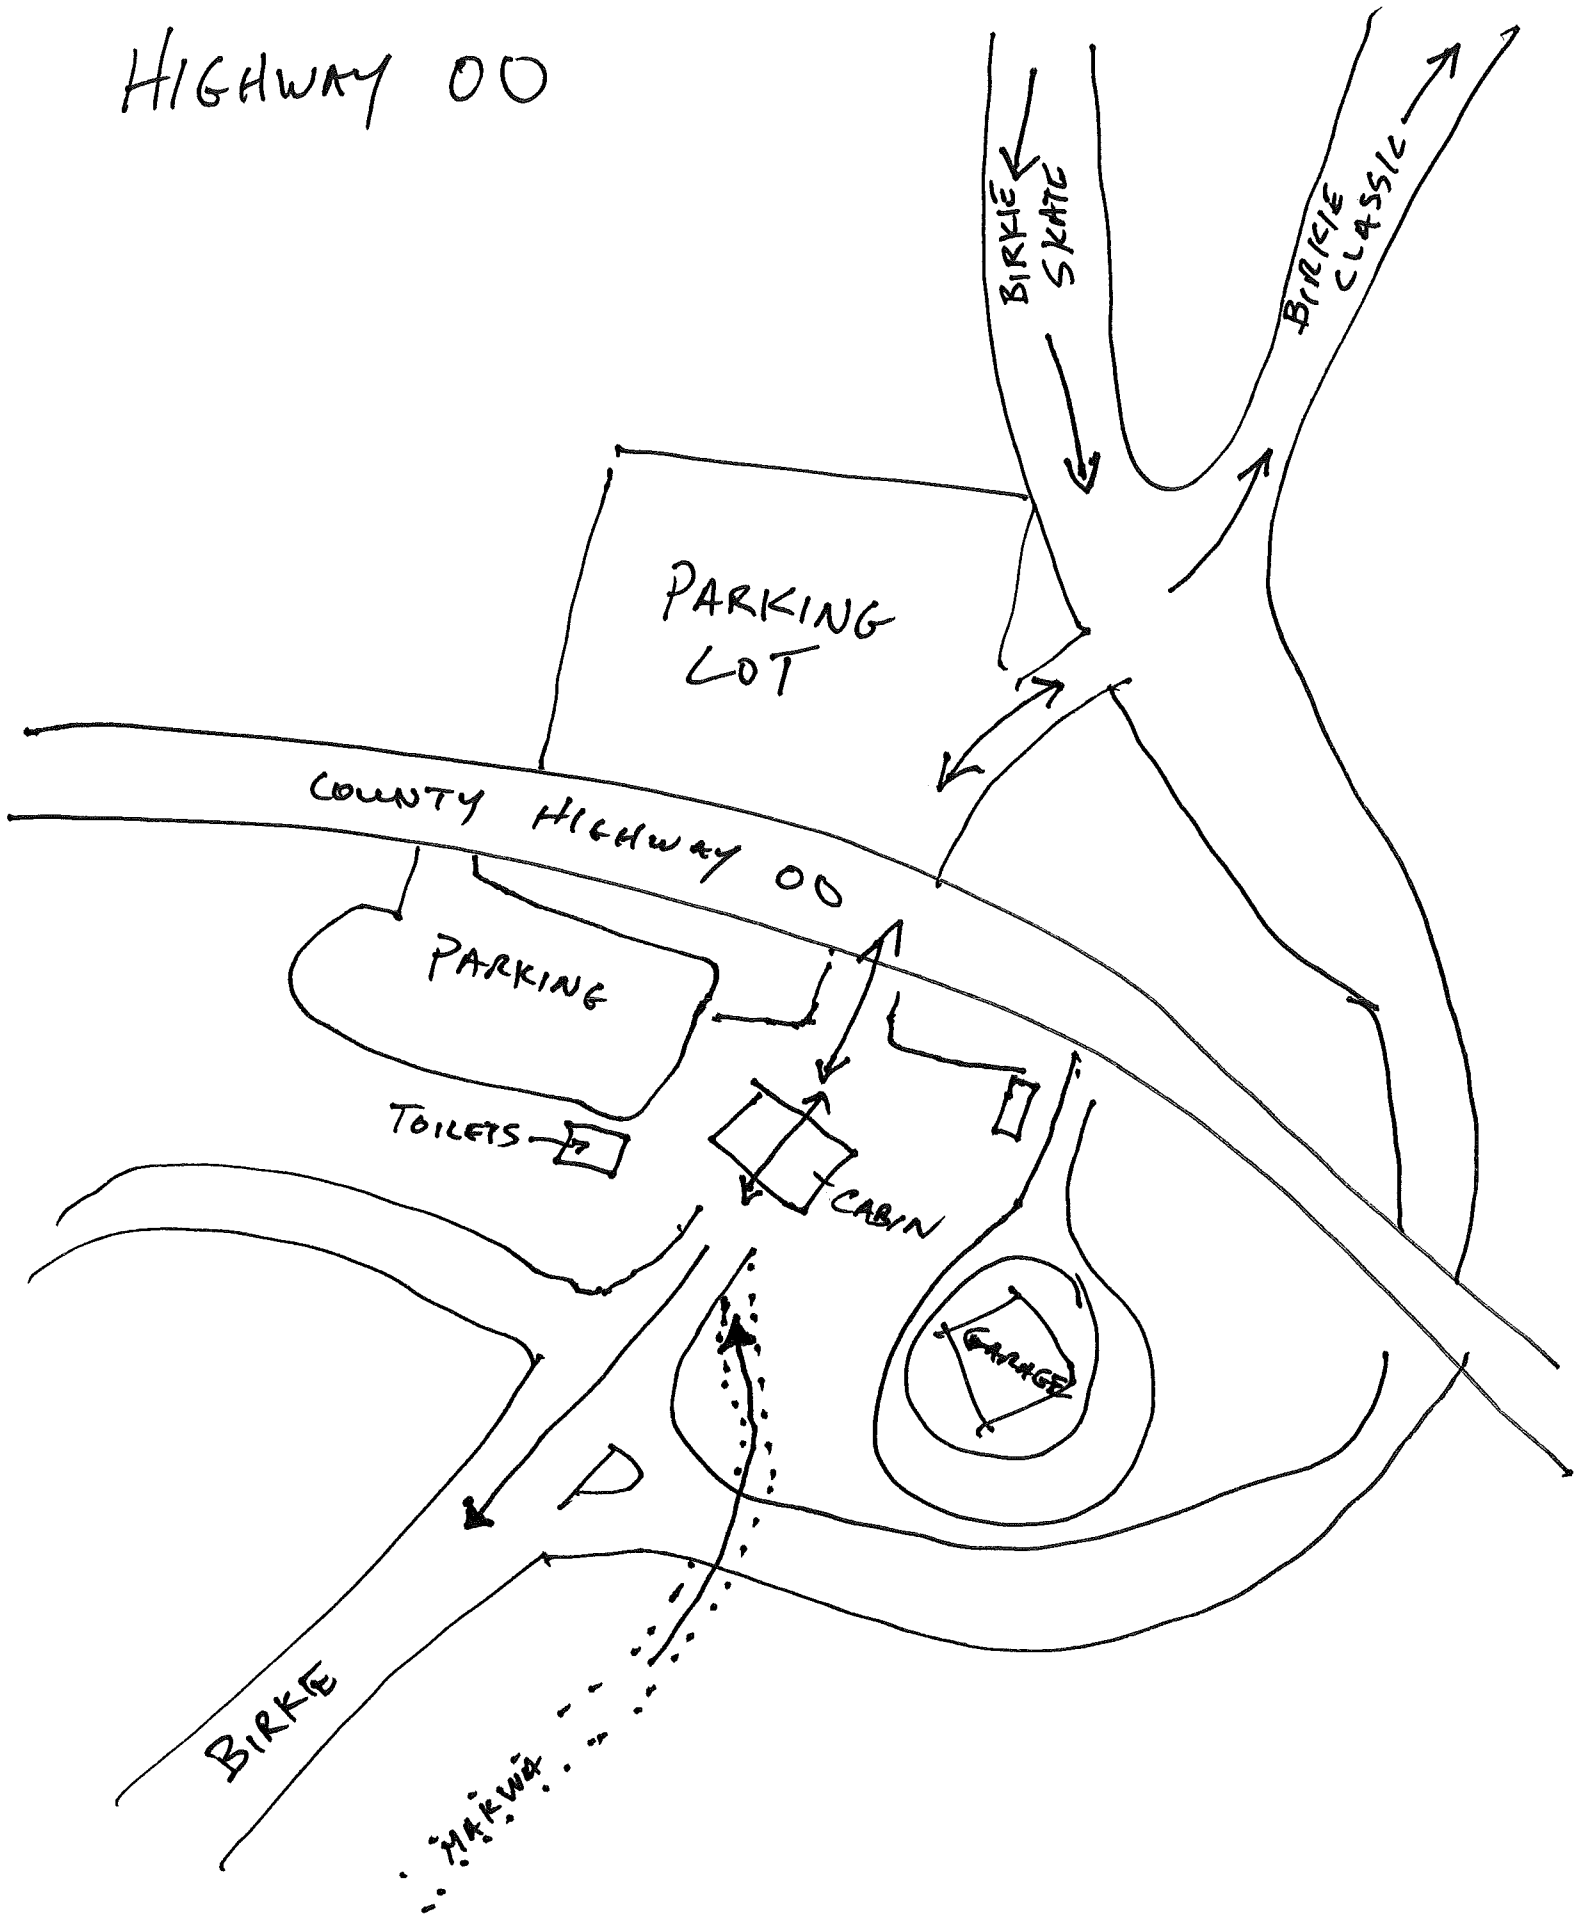 HIGHWAY OO
BIRKIE
SKATE
BIRKIE
CLASSIC
PARKING
LOT
COUNTY HIGHWAY OO
PARKING
TOILETS
CABIN
GARAGE
BIRKIE
MAKWA